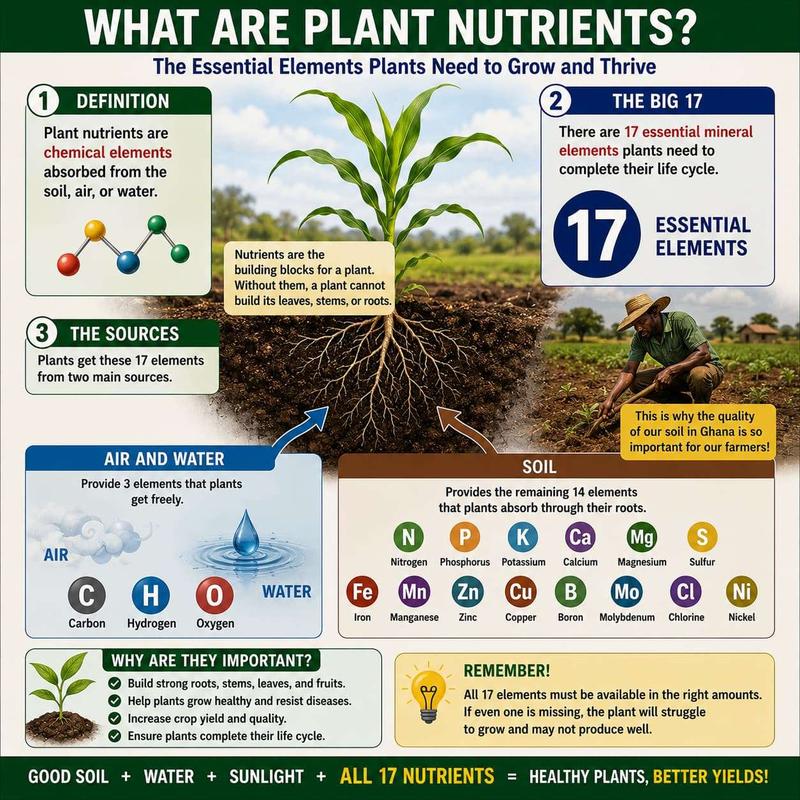 WHAT ARE PLANT NUTRIENTS?
The Essential Elements Plants Need to Grow and Thrive
1 DEFINITION
Plant nutrients are
chemical elements
absorbed from the
soil, air, or water.
2 THE BIG 17
There are 17 essential mineral
elements plants need to
complete their life cycle.
17
ESSENTIAL
ELEMENTS
Nutrients are the
building blocks for a plant.
Without them, a plant cannot
build its leaves, stems, or roots.
3 THE SOURCES
Plants get these 17 elements
from two main sources.
This is why the quality
of our soil in Ghana is so
important for our farmers!
AIR AND WATER
Provide 3 elements that plants
get freely.
AIR
WATER
C H O
Carbon Hydrogen Oxygen
SOIL
Provides the remaining 14 elements
that plants absorb through their roots.
N P K Ca Mg S
Nitrogen Phosphorus Potassium Calcium Magnesium Sulfur
Fe Mn Zn Cu B Mo Cl Ni
Iron Manganese Zinc Copper Boron Molybdenum Chlorine Nickel
WHY ARE THEY IMPORTANT?
Build strong roots, stems, leaves, and fruits.
Help plants grow healthy and resist diseases.
Increase crop yield and quality.
Ensure plants complete their life cycle.
REMEMBER!
All 17 elements must be available in the right amounts.
If even one is missing, the plant will struggle
to grow and may not produce well.
GOOD SOIL + WATER + SUNLIGHT + ALL 17 NUTRIENTS = HEALTHY PLANTS, BETTER YIELDS!